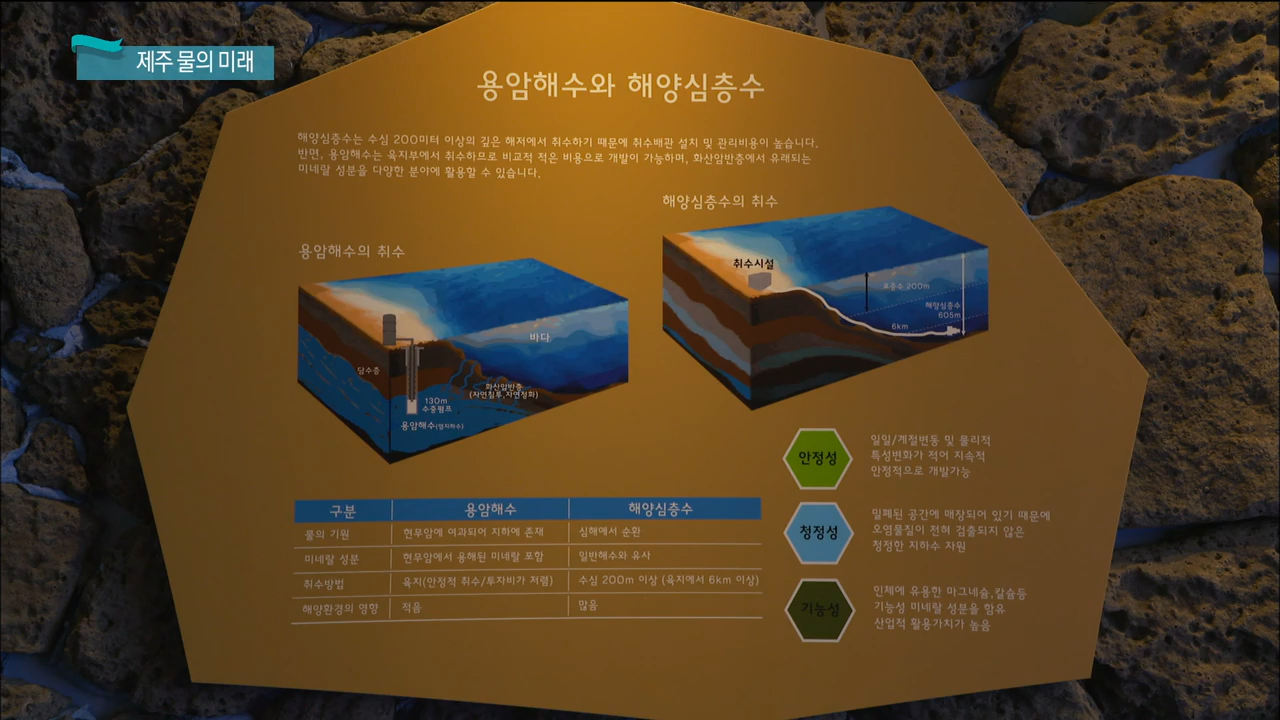 제주 물의 미래
용암해수와 해양심층수
해양심층수는 수심 200미터 이상의 깊은 해저에서 취수하기 때문에 취수배관 설치 및 관리비용이 높습니다.
반면, 용암해수는 육지부에서 취수하므로 비교적 적은 비용으로 개발이 가능하며, 화산암반층에서 유래되는
미네랄 성분을 다양한 분야에 활용할 수 있습니다.
용암해수의 취수
바다
담수층
화산암반층
(자연침투,자연정화)
130m
수중펌프
용암해수(염지하수)
해양심층수의 취수
취수시설
표층수 200m
해양심층수
605m
6km
구분 용암해수 해양심층수
물의 기원 현무암에 여과되어 지하에 존재 심해에서 순환
미네랄 성분 현무암에서 용해된 미네랄 포함 일반해수와 유사
취수방법 육지(안정적 취수/투자비가 저렴) 수심 200m 이상 (육지에서 6km 이상)
해양환경의 영향 적음 많음
안정성
일일/계절변동 및 물리적
특성변화가 적어 지속적
안정적으로 개발가능
청정성
밀폐된 공간에 매장되어 있기 때문에
오염물질이 전혀 검출되지 않은
청정한 지하수 자원
기능성
인체에 유용한 마그네슘,칼슘등
기능성 미네랄 성분을 함유
산업적 활용가치가 높음